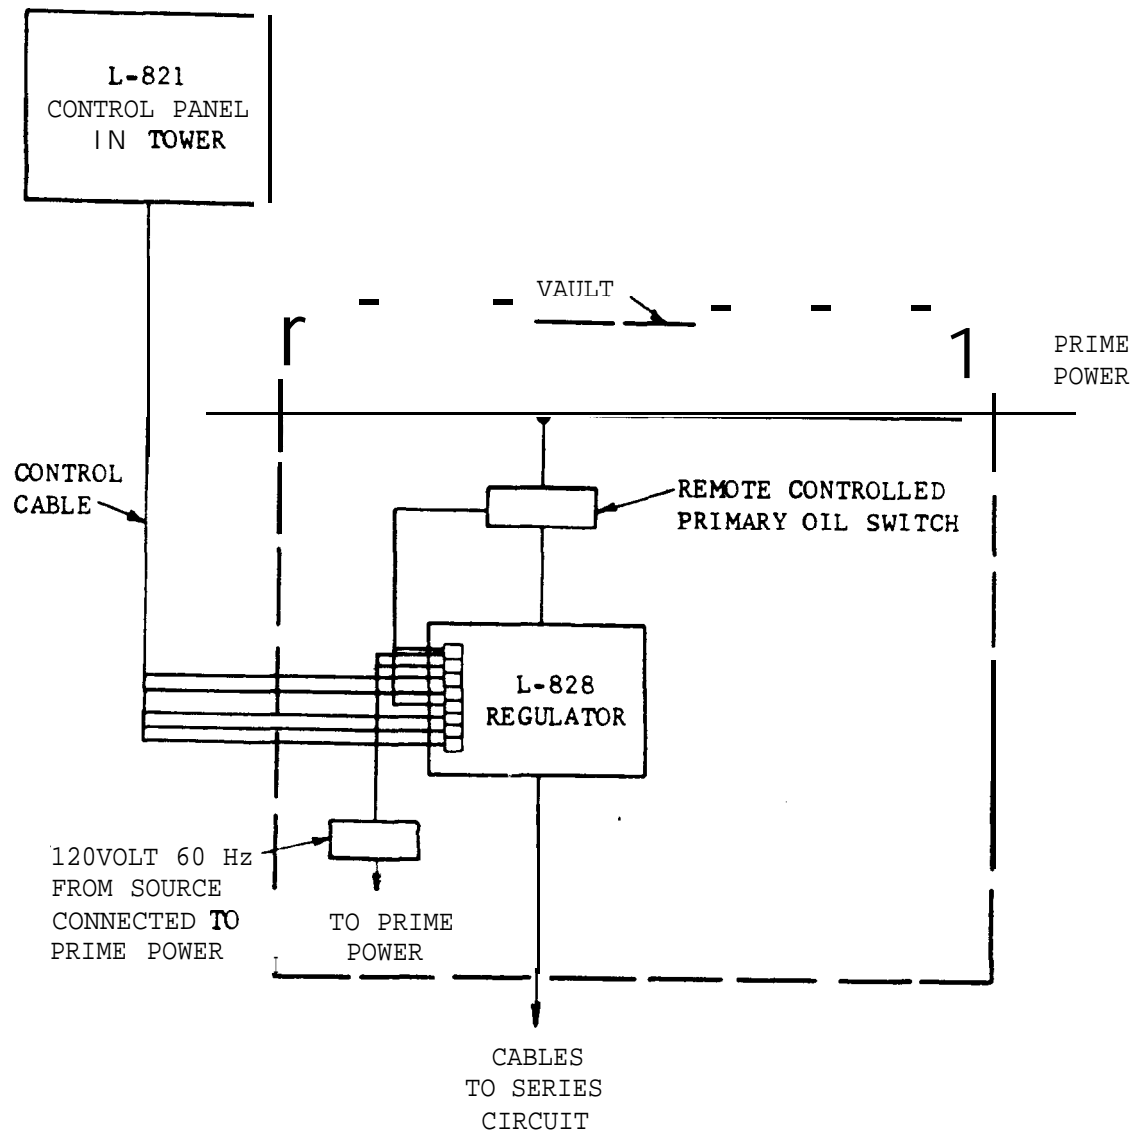 L-821
CONTROL PANEL
IN TOWER
VAULT
PRIME
POWER
CONTROL
CABLE
REMOTE CONTROLLED
PRIMARY OIL SWITCH
L-828
REGULATOR
120VOLT 60 Hz
FROM SOURCE
CONNECTED TO
PRIME POWER
TO PRIME
POWER
CABLES
TO SERIES
CIRCUIT